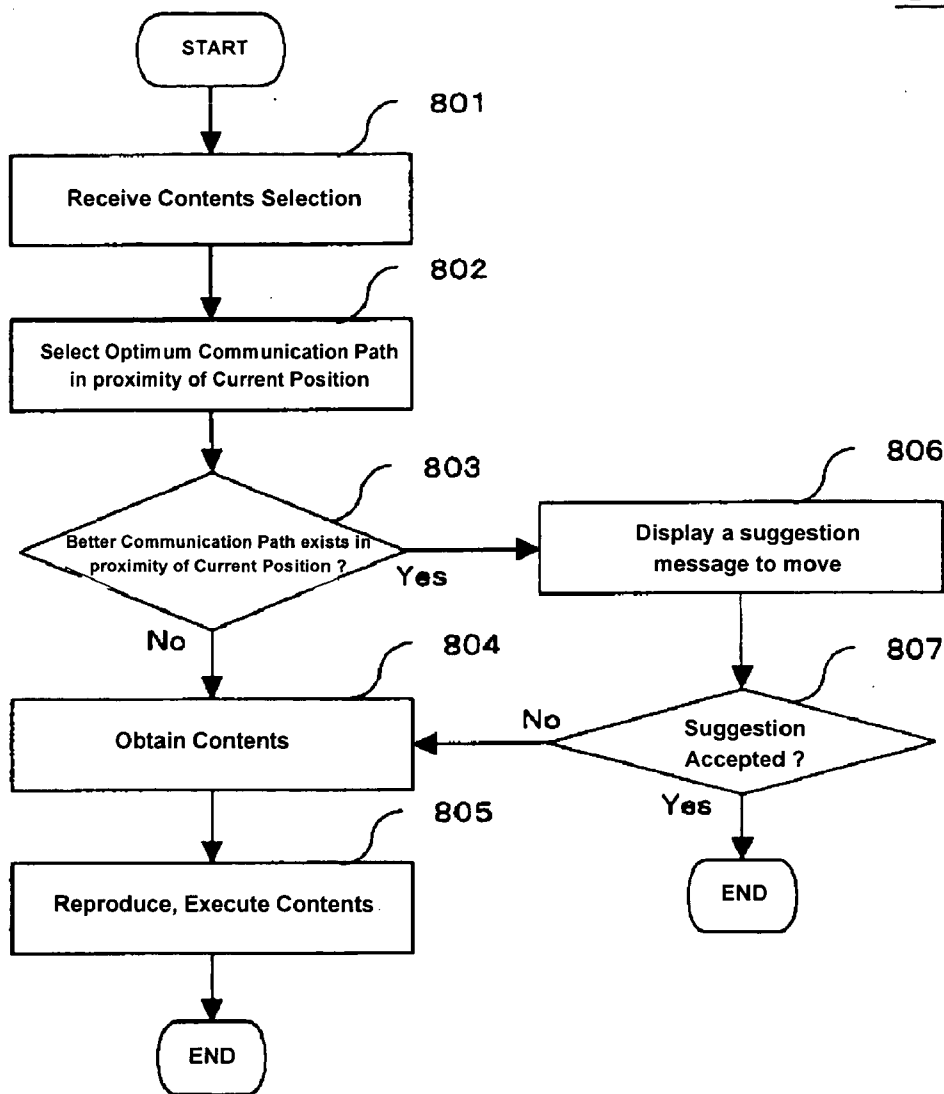 START
801
Receive Contents Selection
802
Select Optimum Communication Path
in proximity of Current Position
803
Better Communication Path exists in
proximity of Current Position ?
Yes
No
806
Display a suggestion
message to move
807
Suggestion
Accepted ?
No
Yes
END
804
Obtain Contents
805
Reproduce, Execute Contents
END